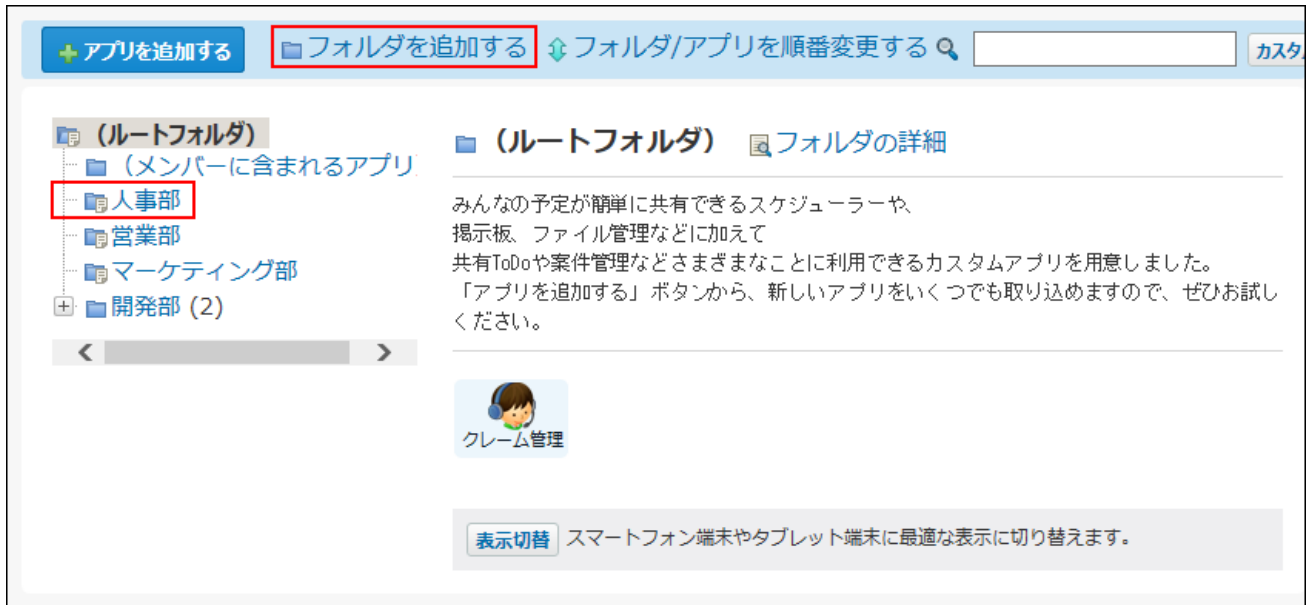 アプリを追加する フォルダを追加する フォルダ/アプリを順番変更する カスタ
(ルートフォルダ)
(メンバーに含まれるアプリ
人事部
営業部
マーケティング部
開発部 (2)
(ルートフォルダ) フォルダの詳細
みんなの予定が簡単に共有できるスケジューラーや、
掲示板、ファイル管理などに加えて
共有ToDoや案件管理などさまざまなことに利用できるカスタムアプリを用意しました。
「アプリを追加する」ボタンから、新しいアプリをいくつでも取り込めますので、ぜひお試し
ください。
クレーム管理
表示切替 スマートフォン端末やタブレット端末に最適な表示に切り替えます。